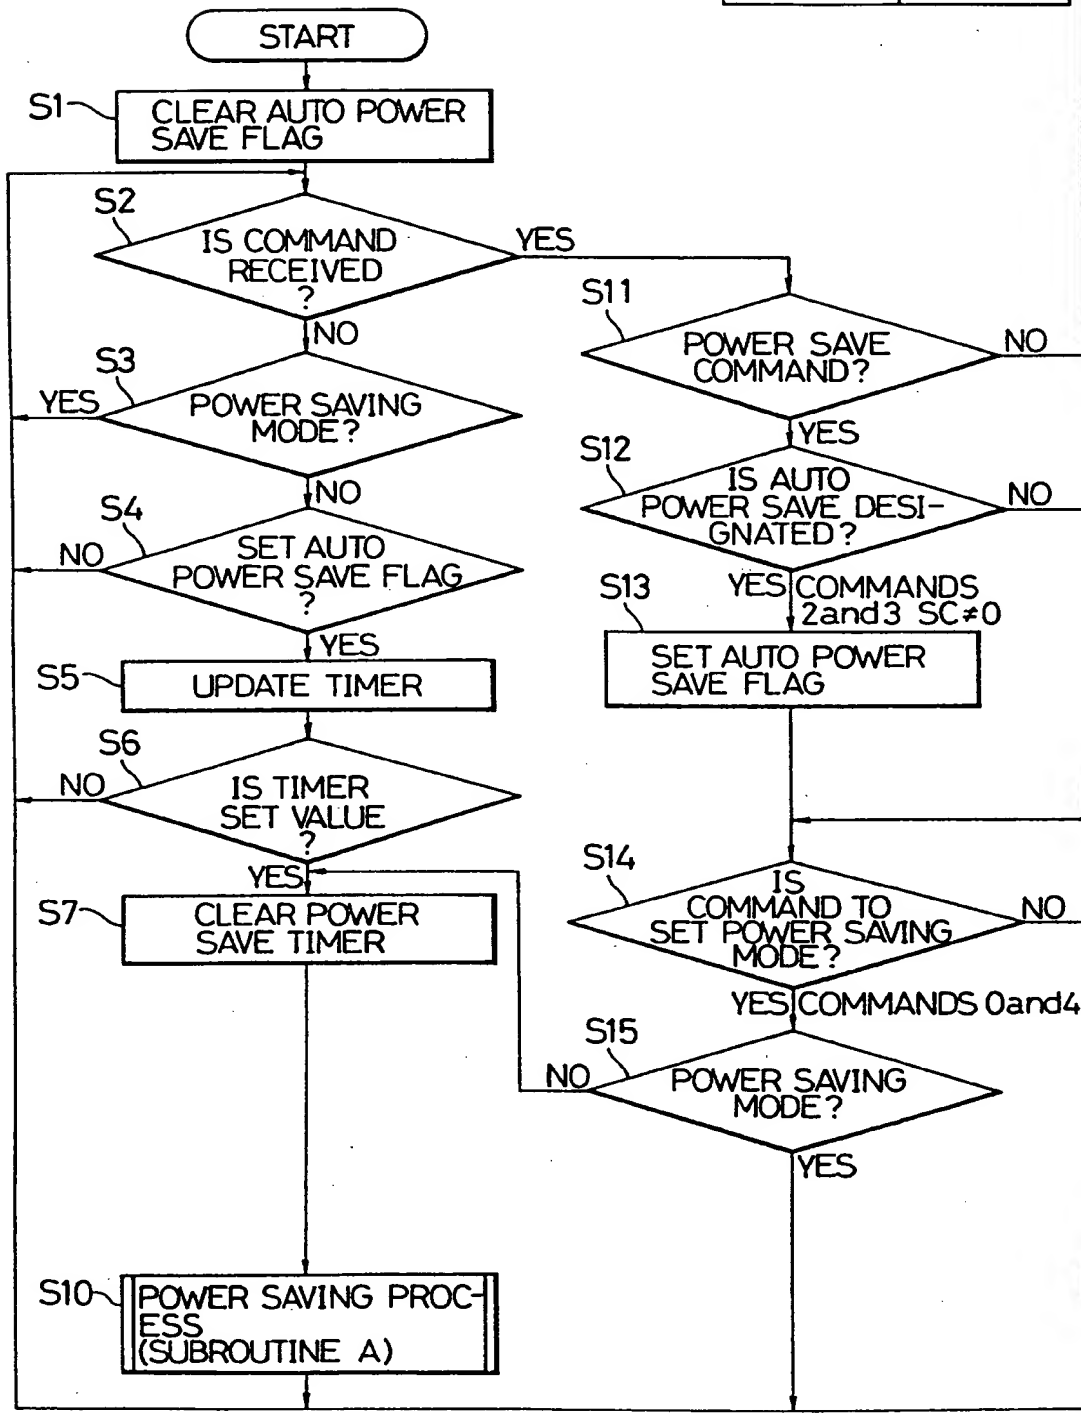 START
S1
CLEAR AUTO POWER
SAVE FLAG
S2
IS COMMAND
RECEIVED
?
YES
NO
S3
POWER SAVING
MODE?
YES
NO
S4
SET AUTO
POWER SAVE FLAG
?
NO
YES
S5
UPDATE TIMER
S6
IS TIMER
SET VALUE
?
NO
YES
S7
CLEAR POWER
SAVE TIMER
S10
POWER SAVING PROC-
ESS
(SUBROUTINE A)
S11
POWER SAVE
COMMAND?
NO
YES
S12
IS AUTO
POWER SAVE DESI-
GNATED?
NO
YES COMMANDS
2and3 SC≠0
S13
SET AUTO POWER
SAVE FLAG
S14
IS
COMMAND TO
SET POWER SAVING
MODE?
NO
YES COMMANDS 0and4
S15
POWER SAVING
MODE?
NO
YES